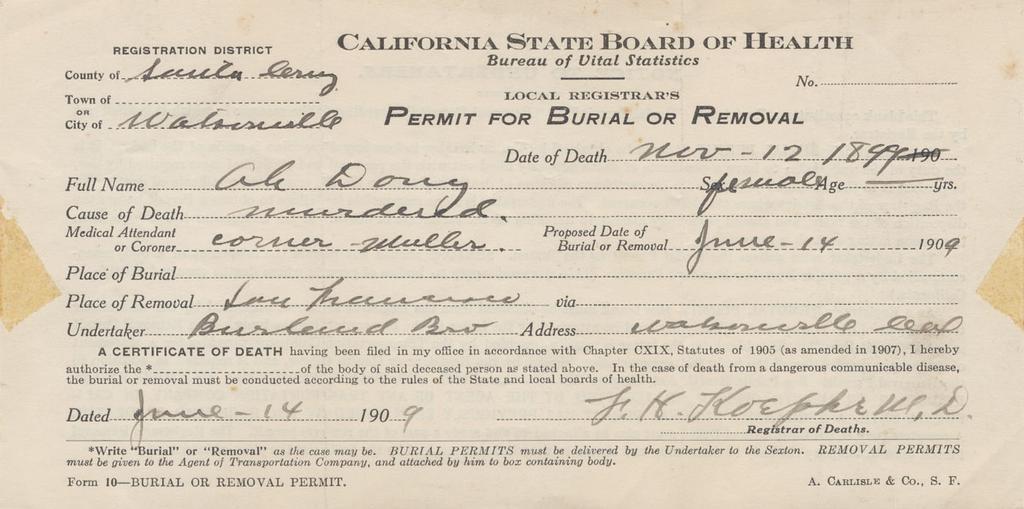 REGISTRATION DISTRICT
County of Santa Cruz
Town of
OR
City of Watsonville
CALIFORNIA STATE BOARD OF HEALTH
Bureau of Vital Statistics
No.
LOCAL REGISTRAR'S
PERMIT FOR BURIAL OR REMOVAL
Date of Death Nov - 12 1899 190
Full Name Ah Dong Sex female Age — yrs.
Cause of Death murdered.
Medical Attendant or Coroner corner Muller. Proposed Date of Burial or Removal June - 14 1909
Place of Burial
Place of Removal San Francisco via
Undertaker Bro Address Watsonville Cal
A CERTIFICATE OF DEATH having been filed in my office in accordance with Chapter CXIX, Statutes of 1905 (as amended in 1907), I hereby
authorize the * of the body of said deceased person as stated above. In the case of death from a dangerous communicable disease,
the burial or removal must be conducted according to the rules of the State and local boards of health.
Dated June - 14 1909 Koepke M.D.
Registrar of Deaths.
*Write "Burial" or "Removal" as the case may be. BURIAL PERMITS must be delivered by the Undertaker to the Sexton. REMOVAL PERMITS
must be given to the Agent of Transportation Company, and attached by him to box containing body.
Form 10—BURIAL OR REMOVAL PERMIT. A. CARLISLE & CO., S. F.